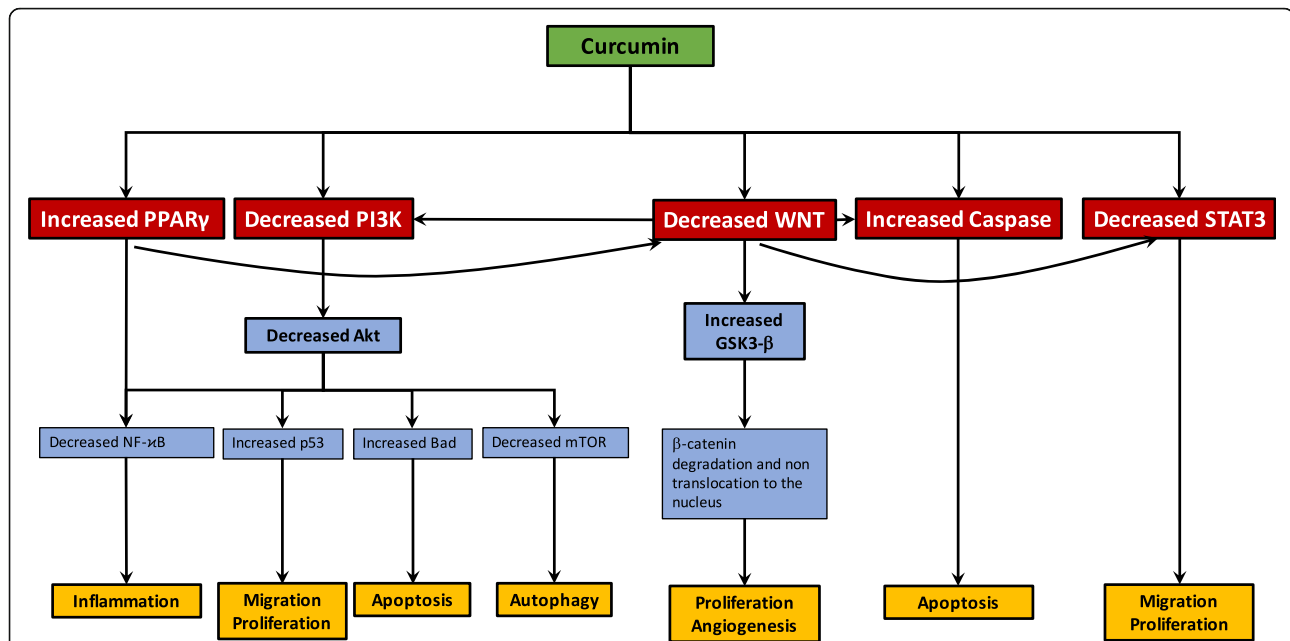 Curcumin
Increased PPARγ
Decreased PI3K
Decreased WNT
Increased Caspase
Decreased STAT3
Decreased Akt
Increased
GSK3-β
Decreased NF-ϰB
Increased p53
Increased Bad
Decreased mTOR
β-catenin
degradation and non
translocation to the
nucleus
Inflammation
Migration
Proliferation
Apoptosis
Autophagy
Proliferation
Angiogenesis
Apoptosis
Migration
Proliferation